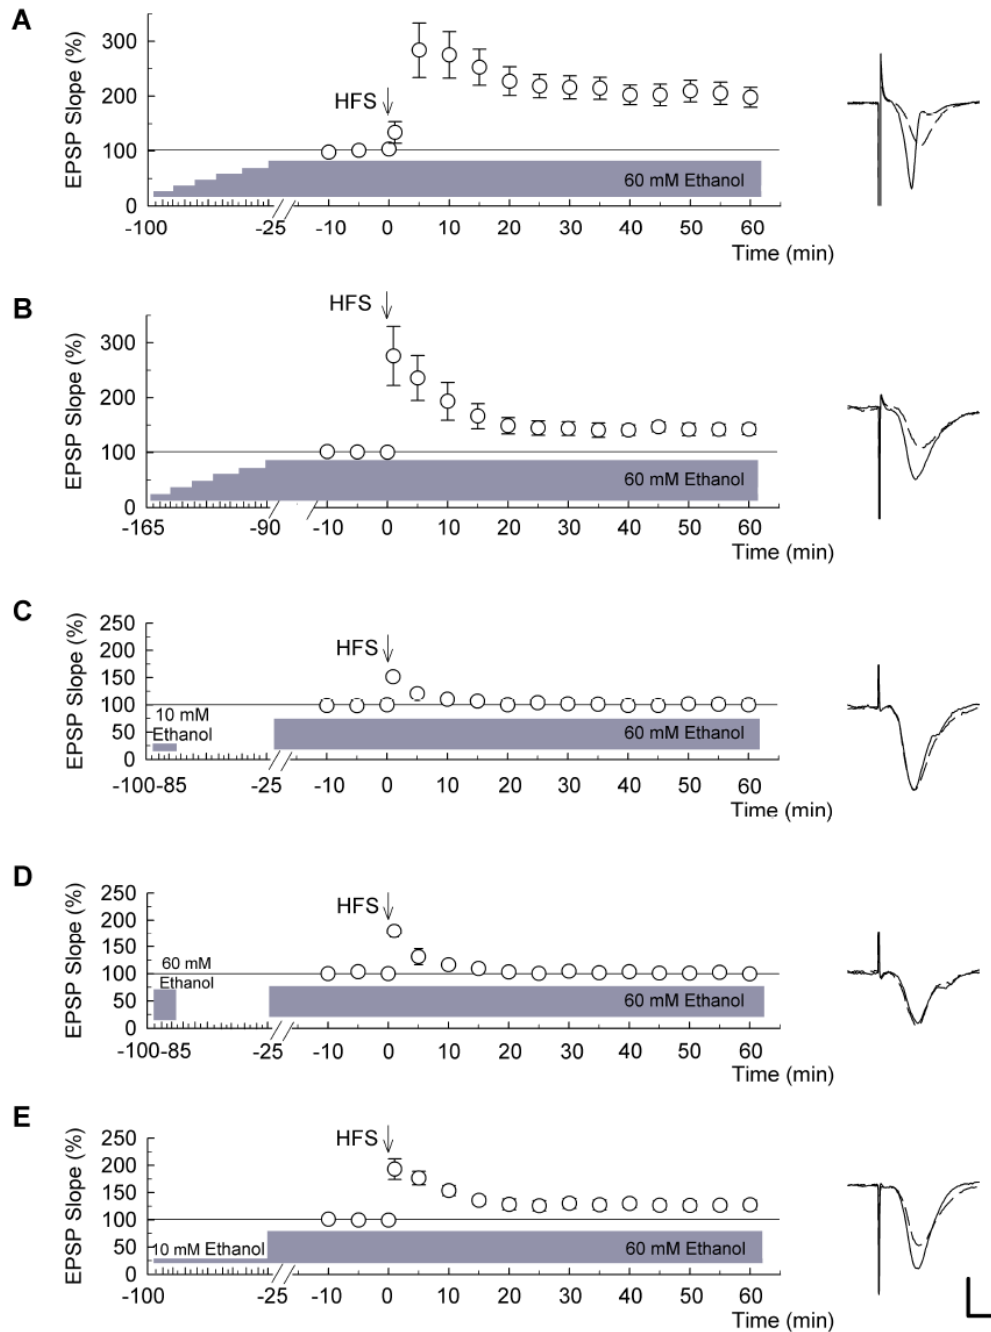 A
EPSP Slope (%)
300
200
100
0
HFS
60 mM Ethanol
-100 -25 -10 0 10 20 30 40 50 60
Time (min)
B
EPSP Slope (%)
300
200
100
0
HFS
60 mM Ethanol
-165 -90 -10 0 10 20 30 40 50 60
Time (min)
C
EPSP Slope (%)
250
200
150
100
50
0
HFS
10 mM
Ethanol
60 mM Ethanol
-100-85 -25 -10 0 10 20 30 40 50 60
Time (min)
D
EPSP Slope (%)
250
200
150
100
50
0
HFS
60 mM
Ethanol
60 mM Ethanol
-100-85 -25 -10 0 10 20 30 40 50 60
Time (min)
E
EPSP Slope (%)
250
200
150
100
50
0
HFS
10 mM Ethanol
60 mM Ethanol
-100 -25 -10 0 10 20 30 40 50 60
Time (min)